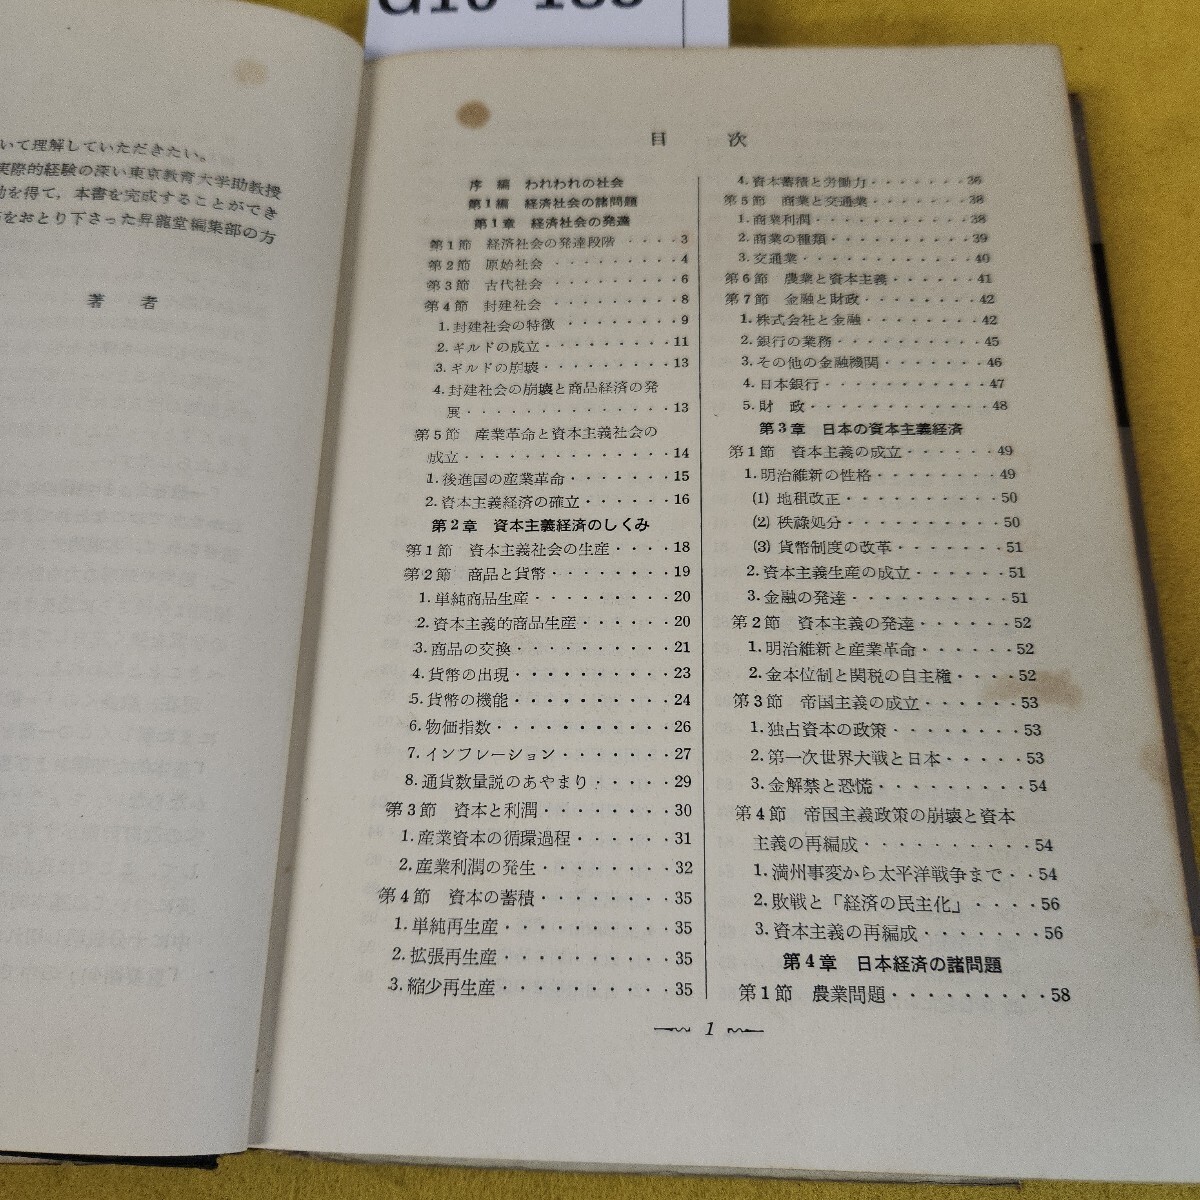 いて理解していただきたい。
実際的経験の深い東京教育大学助教授
を得て，本書を完成することができ
をおとり下さった昇龍堂編集部の方
著者
目次
序編 われわれの社会
第1編 経済社会の諸問題
第1章 経済社会の発達
第1節 経済社会の発達段階・・・・3
第2節 原始社会・・・・・・・・・4
第3節 古代社会・・・・・・・・・6
第4節 封建社会・・・・・・・・・8
1.封建社会の特徴・・・・・・・・9
2.ギルドの成立・・・・・・・・・11
3.ギルドの崩壊・・・・・・・・・13
4.封建社会の崩壊と商品経済の発
展・・・・・・・・・・・・・・13
第5節 産業革命と資本主義社会の
成立・・・・・・・・・・・・・14
1.後進国の産業革命・・・・・・・15
2.資本主義経済の確立・・・・・・16
第2章 資本主義経済のしくみ
第1節 資本主義社会の生産・・・・18
第2節 商品と貨幣・・・・・・・・19
1.単純商品生産・・・・・・・・・20
2.資本主義的商品生産・・・・・・20
3.商品の交換・・・・・・・・・・21
4.貨幣の出現・・・・・・・・・・23
5.貨幣の機能・・・・・・・・・・24
6.物価指数・・・・・・・・・・・26
7.インフレーション・・・・・・・27
8.通貨数量説のあやまり・・・・・29
第3節 資本と利潤・・・・・・・・30
1.産業資本の循環過程・・・・・・31
2.産業利潤の発生・・・・・・・・32
第4節 資本の蓄積・・・・・・・・35
1.単純再生産・・・・・・・・・・35
2.拡張再生産・・・・・・・・・・35
3.縮少再生産・・・・・・・・・・35
4.資本蓄積と労働力・・・・・・・36
第5節 商業と交通業・・・・・・・38
1.商業利潤・・・・・・・・・・・38
2.商業の種類・・・・・・・・・・39
3.交通業・・・・・・・・・・・・40
第6節 農業と資本主義・・・・・・41
第7節 金融と財政・・・・・・・・42
1.株式会社と金融・・・・・・・・42
2.銀行の業務・・・・・・・・・・45
3.その他の金融機関・・・・・・・46
4.日本銀行・・・・・・・・・・・47
5.財政・・・・・・・・・・・・・48
第3章 日本の資本主義経済
第1節 資本主義の成立・・・・・・49
1.明治維新の性格・・・・・・・・49
(1) 地租改正・・・・・・・・・・50
(2) 秩禄処分・・・・・・・・・・50
(3) 貨幣制度の改革・・・・・・・51
2.資本主義生産の成立・・・・・・51
3.金融の発達・・・・・・・・・・51
第2節 資本主義の発達・・・・・・52
1.明治維新と産業革命・・・・・・52
2.金本位制と関税の自主権・・・・52
第3節 帝国主義の成立・・・・・・53
1.独占資本の政策・・・・・・・・53
2.第一次世界大戦と日本・・・・・53
3.金解禁と恐慌・・・・・・・・・54
第4節 帝国主義政策の崩壊と資本
主義の再編成・・・・・・・・・54
1.満州事変から太平洋戦争まで・・54
2.敗戦と「経済の民主化」・・・・56
3.資本主義の再編成・・・・・・・56
第4章 日本経済の諸問題
第1節 農業問題・・・・・・・・・58
1